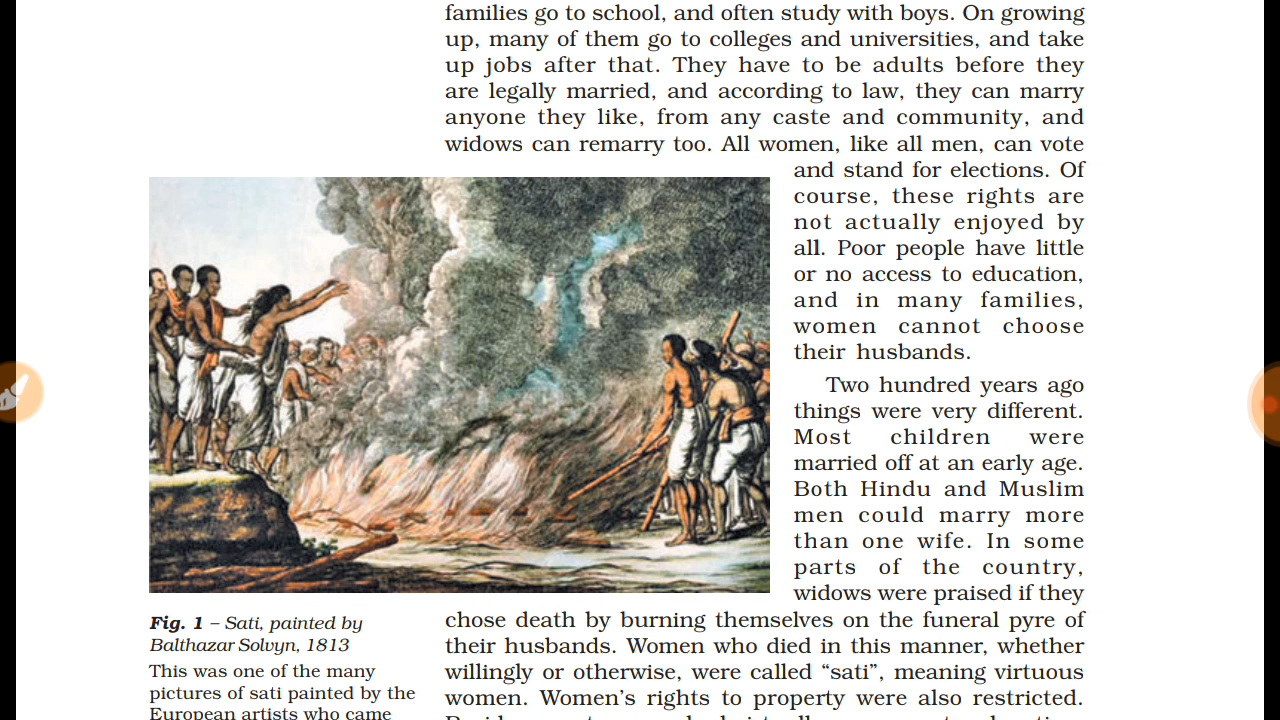 families go to school, and often study with boys. On growing
up, many of them go to colleges and universities, and take
up jobs after that. They have to be adults before they
are legally married, and according to law, they can marry
anyone they like, from any caste and community, and
widows can remarry too. All women, like all men, can vote
and stand for elections. Of
course, these rights are
not actually enjoyed by
all. Poor people have little
or no access to education,
and in many families,
women cannot choose
their husbands.
Two hundred years ago
things were very different.
Most children were
married off at an early age.
Both Hindu and Muslim
men could marry more
than one wife. In some
parts of the country,
widows were praised if they
chose death by burning themselves on the funeral pyre of
their husbands. Women who died in this manner, whether
willingly or otherwise, were called “sati”, meaning virtuous
women. Women’s rights to property were also restricted.
Fig. 1 – Sati, painted by
Balthazar Solvyn, 1813
This was one of the many
pictures of sati painted by the
European artists who came